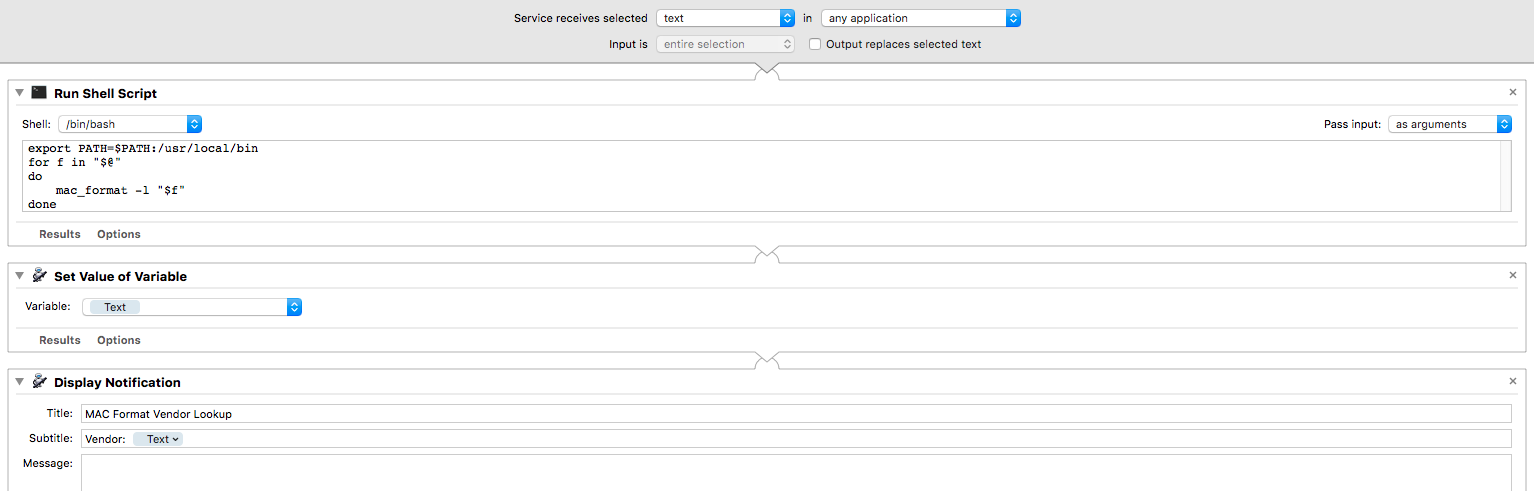 Service receives selected text in any application
Input is entire selection Output replaces selected text
Run Shell Script
Shell: /bin/bash Pass input: as arguments
export PATH=$PATH:/usr/local/bin
for f in "$@"
do
    mac_format -l "$f"
done
Results Options
Set Value of Variable
Variable: Text
Results Options
Display Notification
Title: MAC Format Vendor Lookup
Subtitle: Vendor: Text
Message: